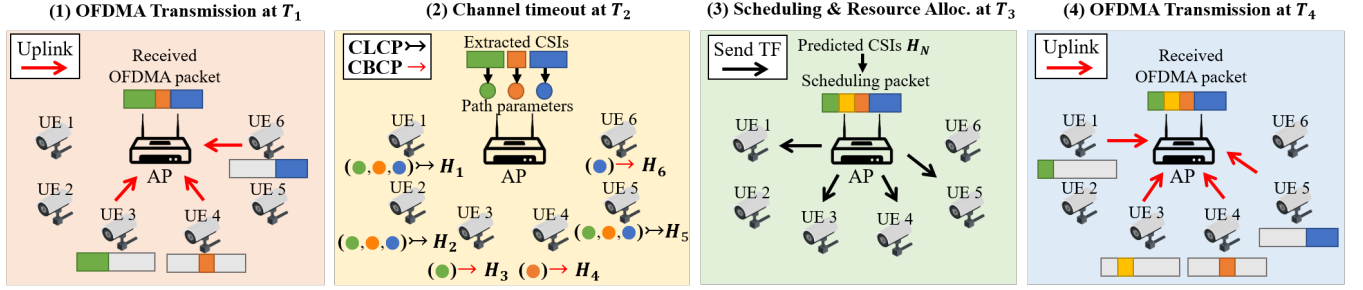 (1) OFDMA Transmission at T₁
Uplink
Received
OFDMA packet
UE 1
UE 6
AP
UE 2
UE 5
UE 3
UE 4
(2) Channel timeout at T₂
CLCP ↣
CBCP →
Extracted CSIs
Path parameters
UE 1
UE 6
( , , ) ↣ H₁
AP
( ) → H₆
UE 2
UE 5
UE 3
UE 4
( , , ) ↣ H₂
( , , ) ↣ H₅
( ) → H₃
( ) → H₄
(3) Scheduling & Resource Alloc. at T₃
Send TF
Predicted CSIs H_N
Scheduling packet
UE 1
UE 6
AP
UE 2
UE 5
UE 3
UE 4
(4) OFDMA Transmission at T₄
Uplink
Received
OFDMA packet
UE 1
UE 6
AP
UE 2
UE 5
UE 3
UE 4